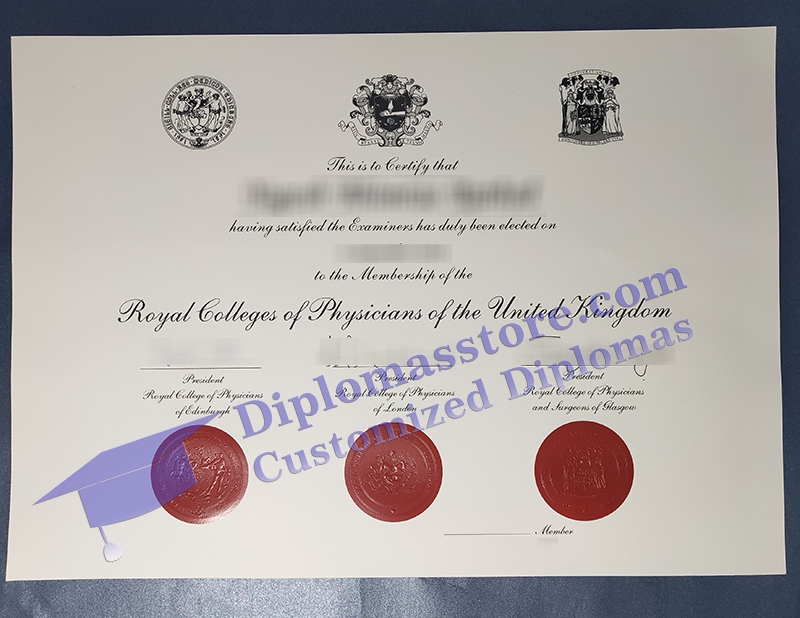 This is to Certify that
having satisfied the Examiners has duly been elected on
to the Membership of the
Royal Colleges of Physicians of the United Kingdom
President
Royal College of Physicians
of Edinburgh
President
Royal College of Physicians
of London
President
Royal College of Physicians
and Surgeons of Glasgow
Member
Diplomasstore.com
Customized Diplomas